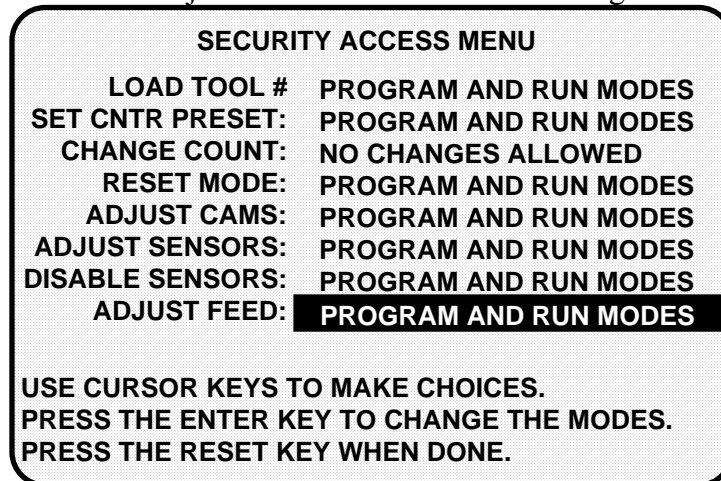 SECURITY ACCESS MENU
LOAD TOOL # PROGRAM AND RUN MODES
SET CNTR PRESET: PROGRAM AND RUN MODES
CHANGE COUNT: NO CHANGES ALLOWED
RESET MODE: PROGRAM AND RUN MODES
ADJUST CAMS: PROGRAM AND RUN MODES
ADJUST SENSORS: PROGRAM AND RUN MODES
DISABLE SENSORS: PROGRAM AND RUN MODES
ADJUST FEED: PROGRAM AND RUN MODES
USE CURSOR KEYS TO MAKE CHOICES.
PRESS THE ENTER KEY TO CHANGE THE MODES.
PRESS THE RESET KEY WHEN DONE.